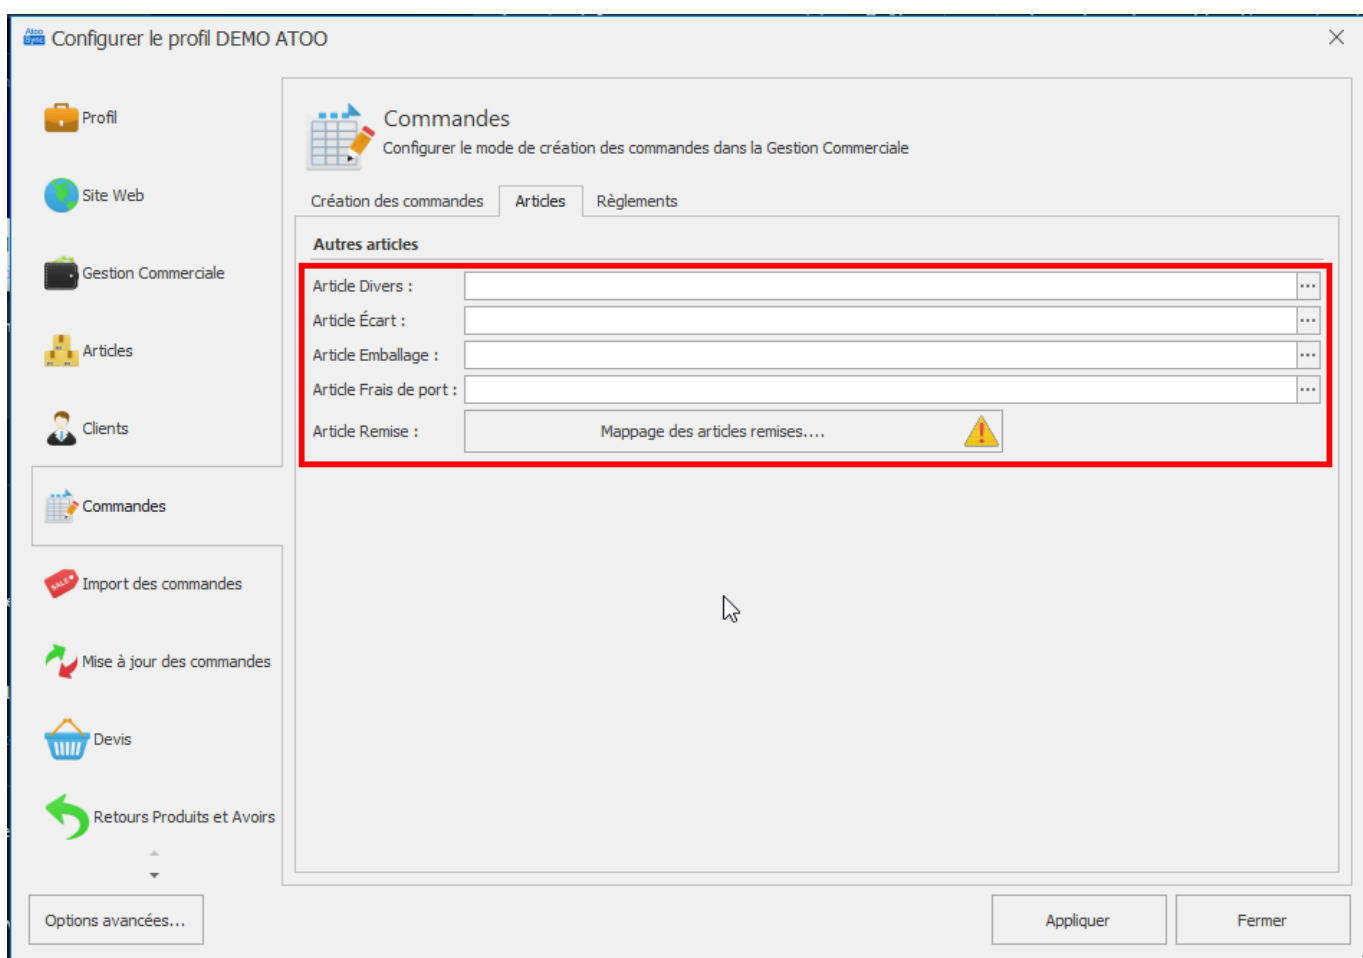 Atoo
Sync
Configurer le profil DEMO ATOO
Profil
Site Web
Gestion Commerciale
Articles
Clients
Commandes
SALE
Import des commandes
Mise à jour des commandes
Devis
Retours Produits et Avoirs
Options avancées...
Commandes
Configurer le mode de création des commandes dans la Gestion Commerciale
Création des commandes Articles Règlements
Autres articles
Article Divers : ...
Article Écart : ...
Article Emballage : ...
Article Frais de port : ...
Article Remise : Mappage des articles remises....
Appliquer Fermer